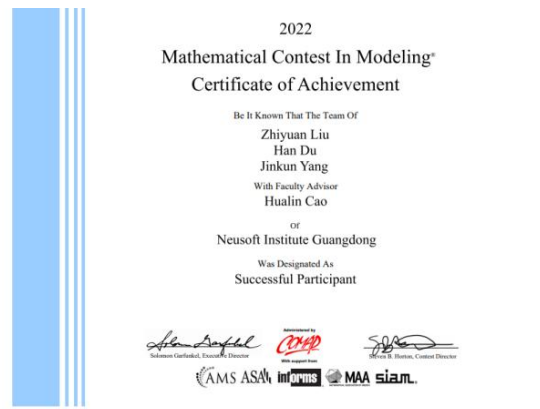 2022
Mathematical Contest In Modeling®
Certificate of Achievement
Be It Known That The Team Of
Zhiyuan Liu
Han Du
Jinkun Yang
With Faculty Advisor
Hualin Cao
Of
Neusoft Institute Guangdong
Was Designated As
Successful Participant
Administered by
COMAP
With support from
Solomon Garfunkel, Executive Director
Steven B. Horton, Contest Director
AMS ASA informs MAA siam.